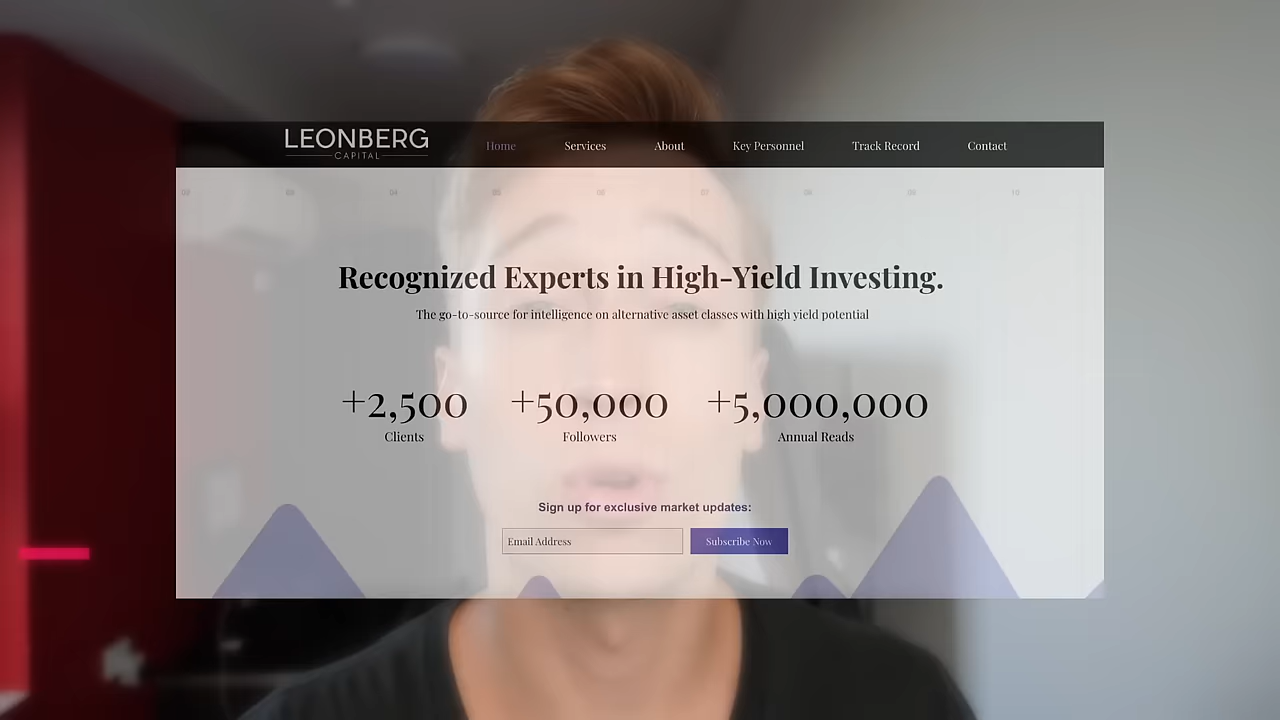 LEONBERG
CAPITAL
Home Services About Key Personnel Track Record Contact
Recognized Experts in High-Yield Investing.
The go-to-source for intelligence on alternative asset classes with high yield potential
+2,500 +50,000 +5,000,000
Clients Followers Annual Reads
Sign up for exclusive market updates:
Email Address Subscribe Now